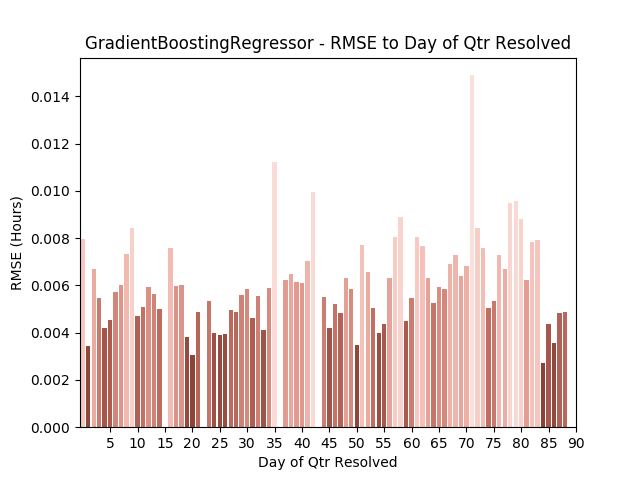 GradientBoostingRegressor - RMSE to Day of Qtr Resolved
0.014
0.012
0.010
0.008
0.006
0.004
0.002
0.000
RMSE (Hours)
5 10 15 20 25 30 35 40 45 50 55 60 65 70 75 80 85 90
Day of Qtr Resolved